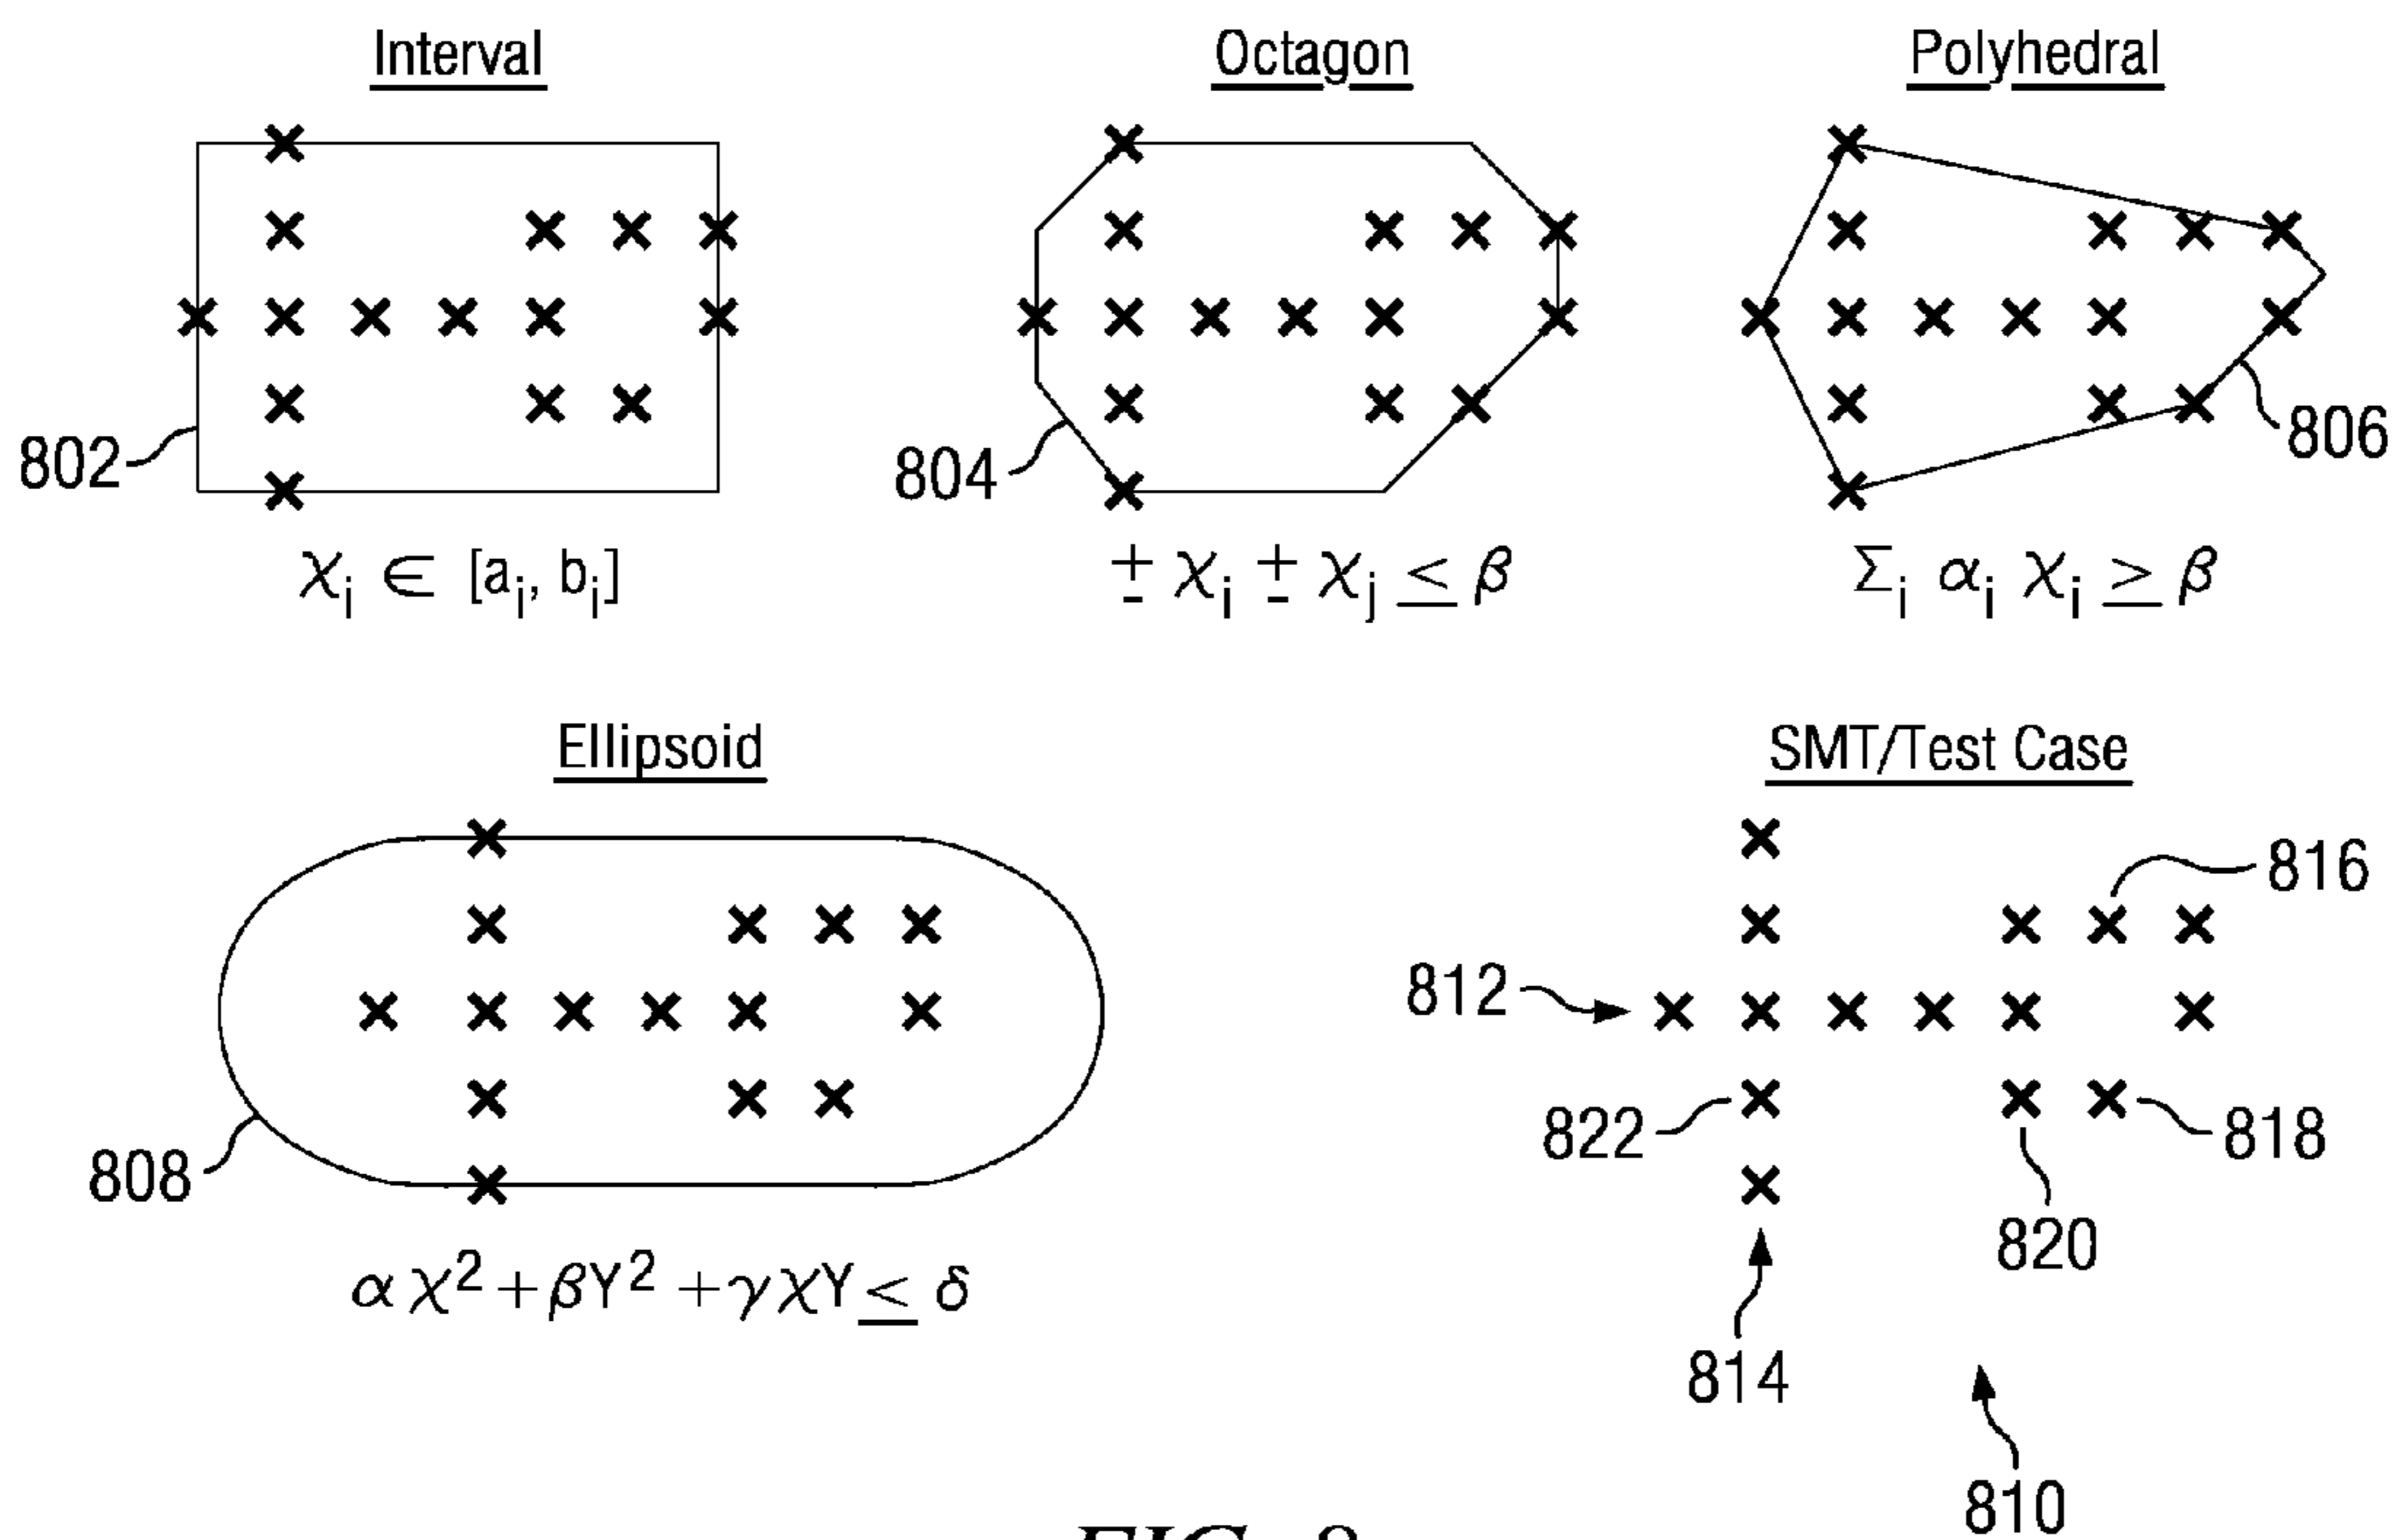 Interval
Octagon
Polyhedral
802
804
806
χi ∈ [ai, bi]
± χi ± χj ≤ β
Σi αi χi ≥ β
Ellipsoid
SMT/Test Case
816
812
822
818
808
820
αχ² + βY² + γχY ≤ δ
814
810